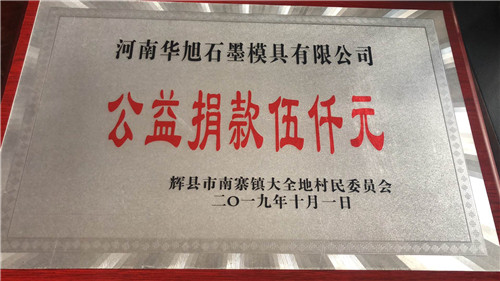 河南华旭石墨模具有限公司
公益捐款伍仟元
辉县市南寨镇大全地村民委员会
二〇一九年十月一日